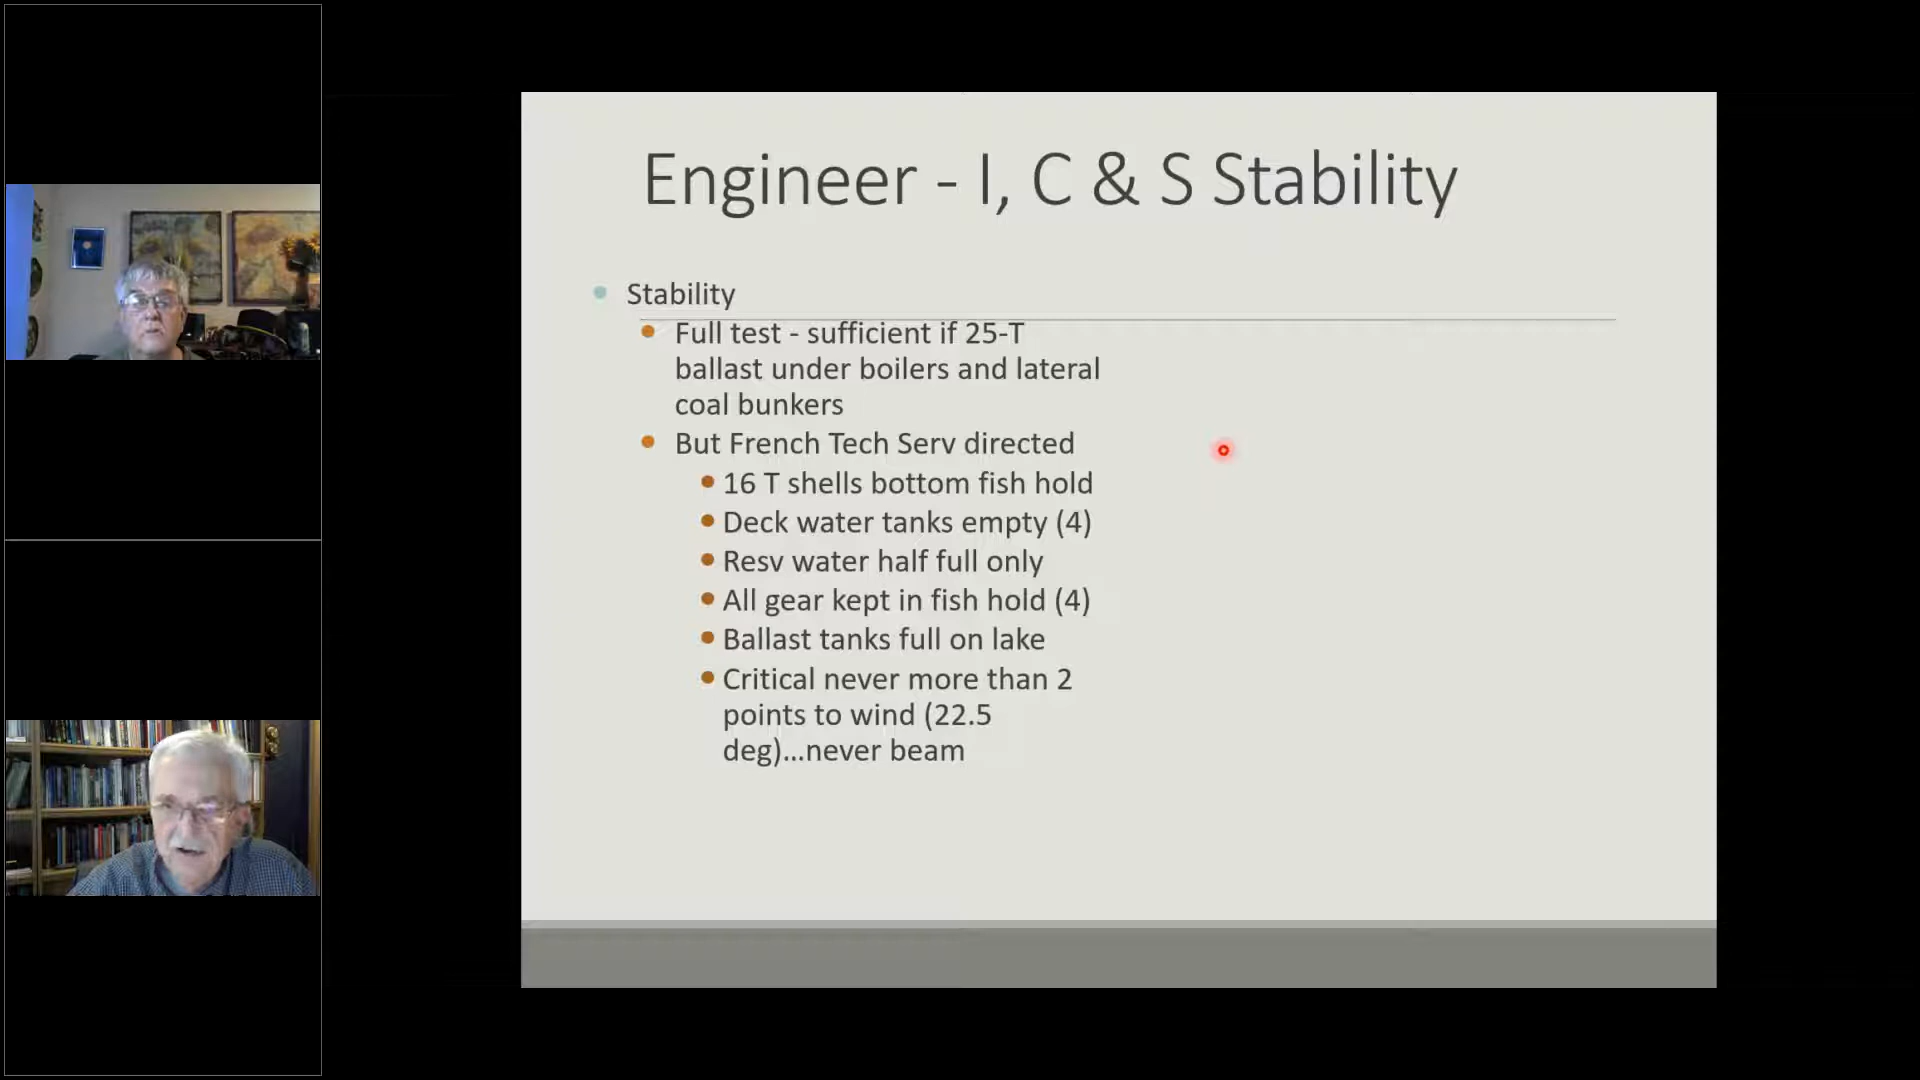 Engineer - I, C & S Stability
Stability
Full test - sufficient if 25-T
ballast under boilers and lateral
coal bunkers
But French Tech Serv directed
16 T shells bottom fish hold
Deck water tanks empty (4)
Resv water half full only
All gear kept in fish hold (4)
Ballast tanks full on lake
Critical never more than 2
points to wind (22.5
deg)...never beam